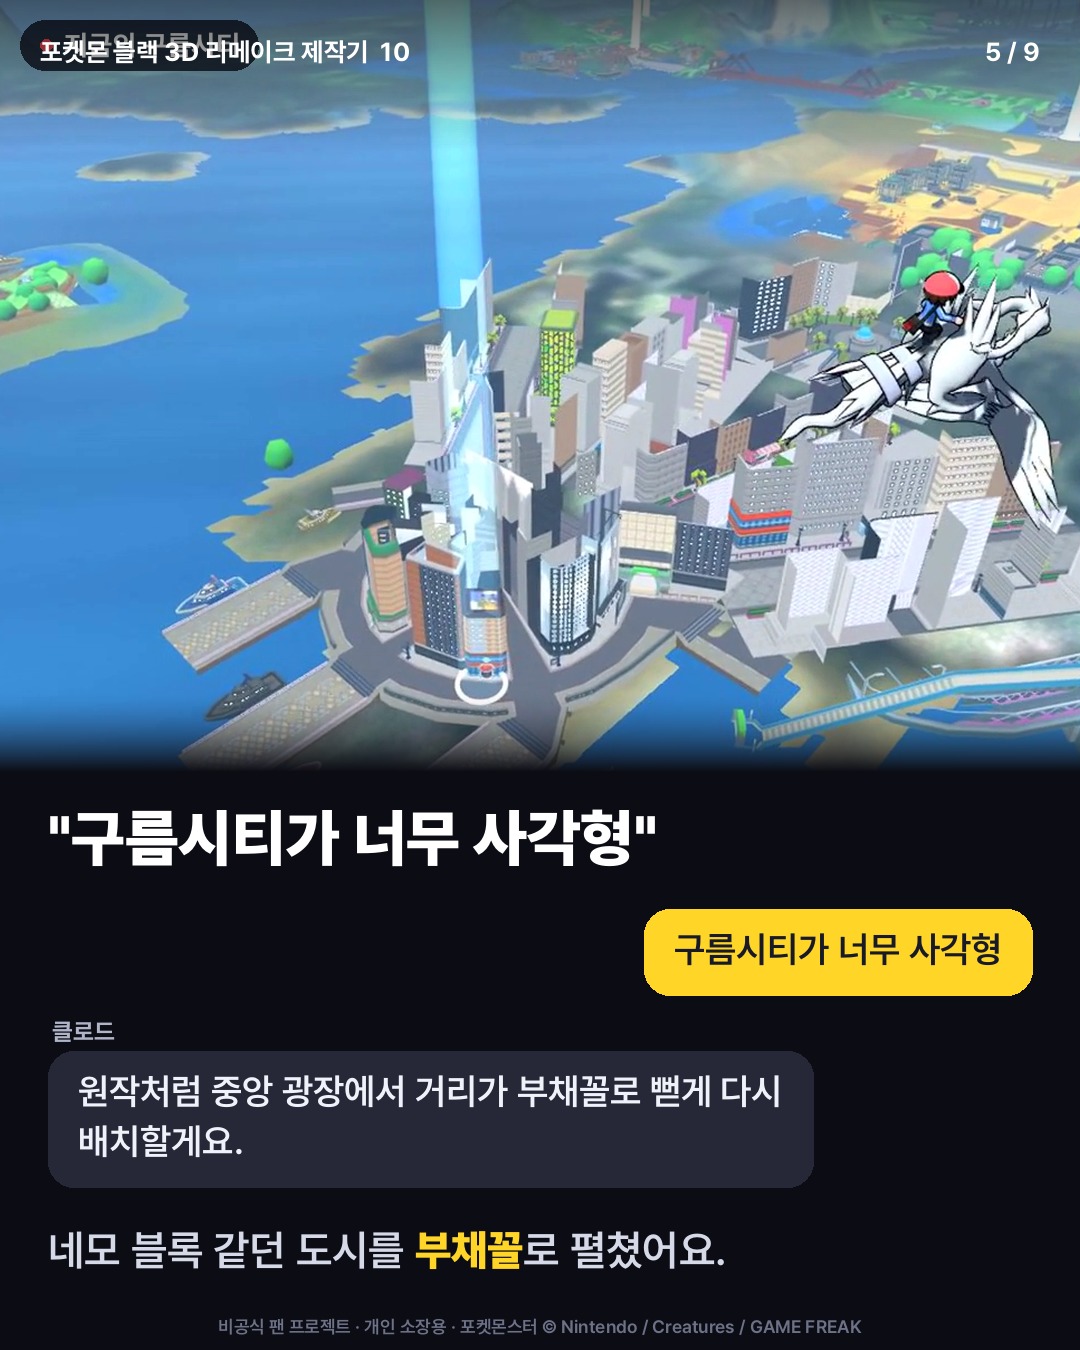 포켓몬 블랙 3D 리메이크 제작기 10
5 / 9
"구름시티가 너무 사각형"
구름시티가 너무 사각형
클로드
원작처럼 중앙 광장에서 거리가 부채꼴로 뻗게 다시
배치할게요.
네모 블록 같던 도시를 부채꼴로 펼쳤어요.
비공식 팬 프로젝트 · 개인 소장용 · 포켓몬스터 © Nintendo / Creatures / GAME FREAK